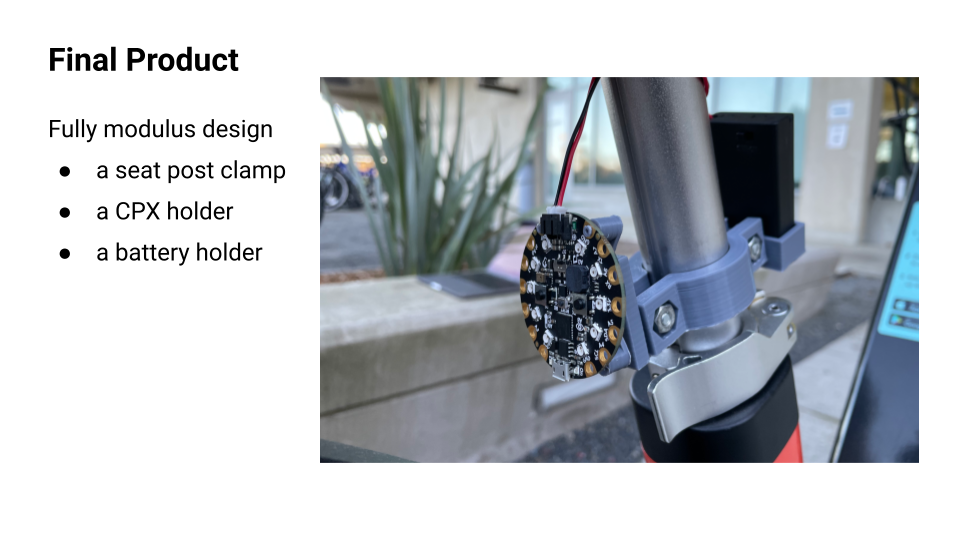 Final Product
Fully modulus design
● a seat post clamp
● a CPX holder
● a battery holder